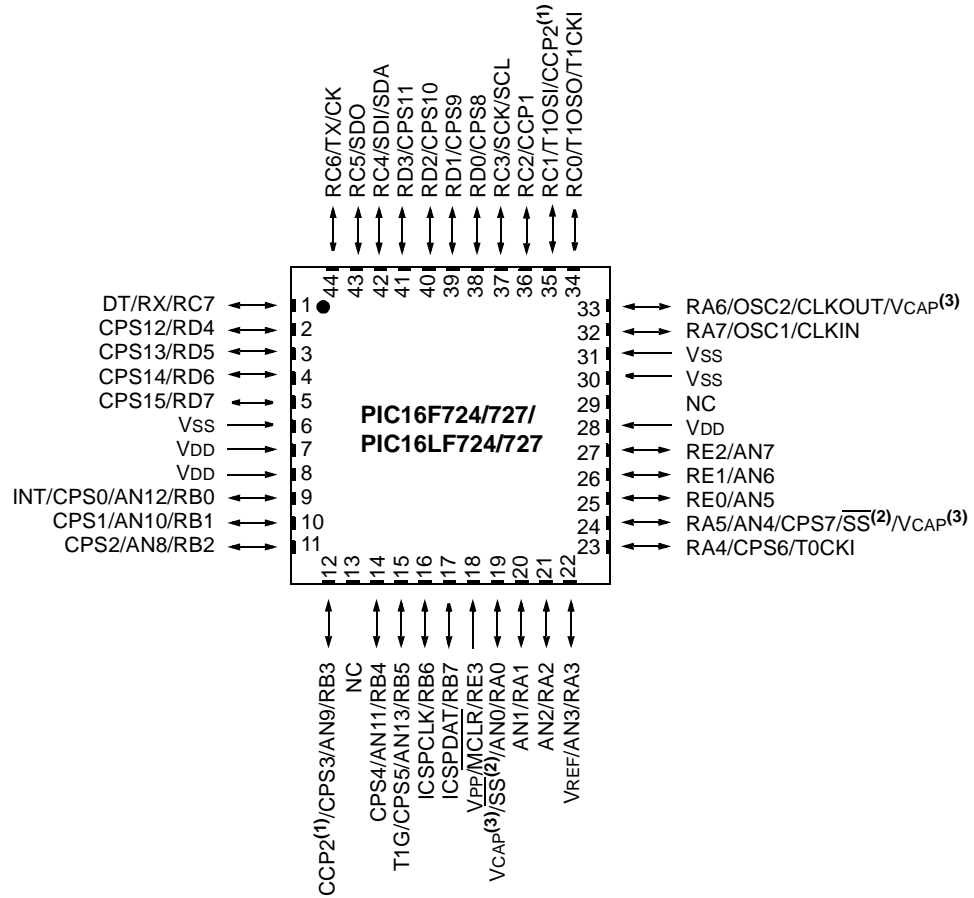 RC6/TX/CK
RC5/SDO
RC4/SDI/SDA
RD3/CPS11
RD2/CPS10
RD1/CPS9
RD0/CPS8
RC3/SCK/SCL
RC2/CCP1
RC1/T1OSI/CCP2(1)
RC0/T1OSO/T1CKI
44
43
42
41
40
39
38
37
36
35
34
DT/RX/RC7 1
CPS12/RD4 2
CPS13/RD5 3
CPS14/RD6 4
CPS15/RD7 5
VSS 6
VDD 7
VDD 8
INT/CPS0/AN12/RB0 9
CPS1/AN10/RB1 10
CPS2/AN8/RB2 11
PIC16F724/727/
PIC16LF724/727
33 RA6/OSC2/CLKOUT/VCAP(3)
32 RA7/OSC1/CLKIN
31 VSS
30 VSS
29 NC
28 VDD
27 RE2/AN7
26 RE1/AN6
25 RE0/AN5
24 RA5/AN4/CPS7/SS(2)/VCAP(3)
23 RA4/CPS6/T0CKI
12
13
14
15
16
17
18
19
20
21
22
CCP2(1)/CPS3/AN9/RB3
NC
CPS4/AN11/RB4
T1G/CPS5/AN13/RB5
ICSPCLK/RB6
ICSPDAT/RB7
VPP/MCLR/RE3
VCAP(3)/SS(2)/AN0/RA0
AN1/RA1
AN2/RA2
VREF/AN3/RA3